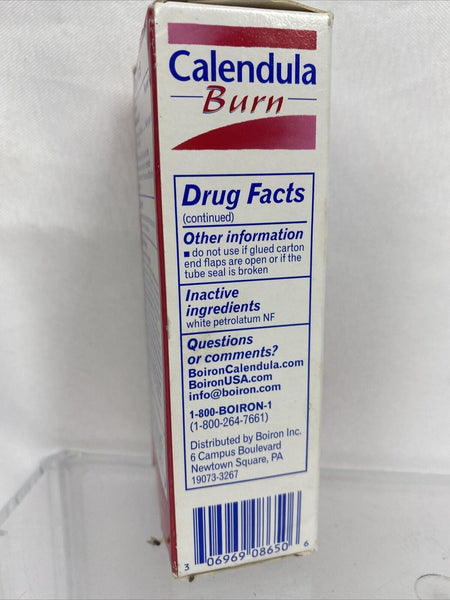 Calendula
Burn
Drug Facts
(continued)
Other information
■ do not use if glued carton
end flaps are open or if the
tube seal is broken
Inactive
ingredients
white petrolatum NF
Questions
or comments?
BoironCalendula.com
BoironUSA.com
info@boiron.com
1-800-BOIRON-1
(1-800-264-7661)
Distributed by Boiron Inc.
6 Campus Boulevard
Newtown Square, PA
19073-3267
3 06969 08650 6